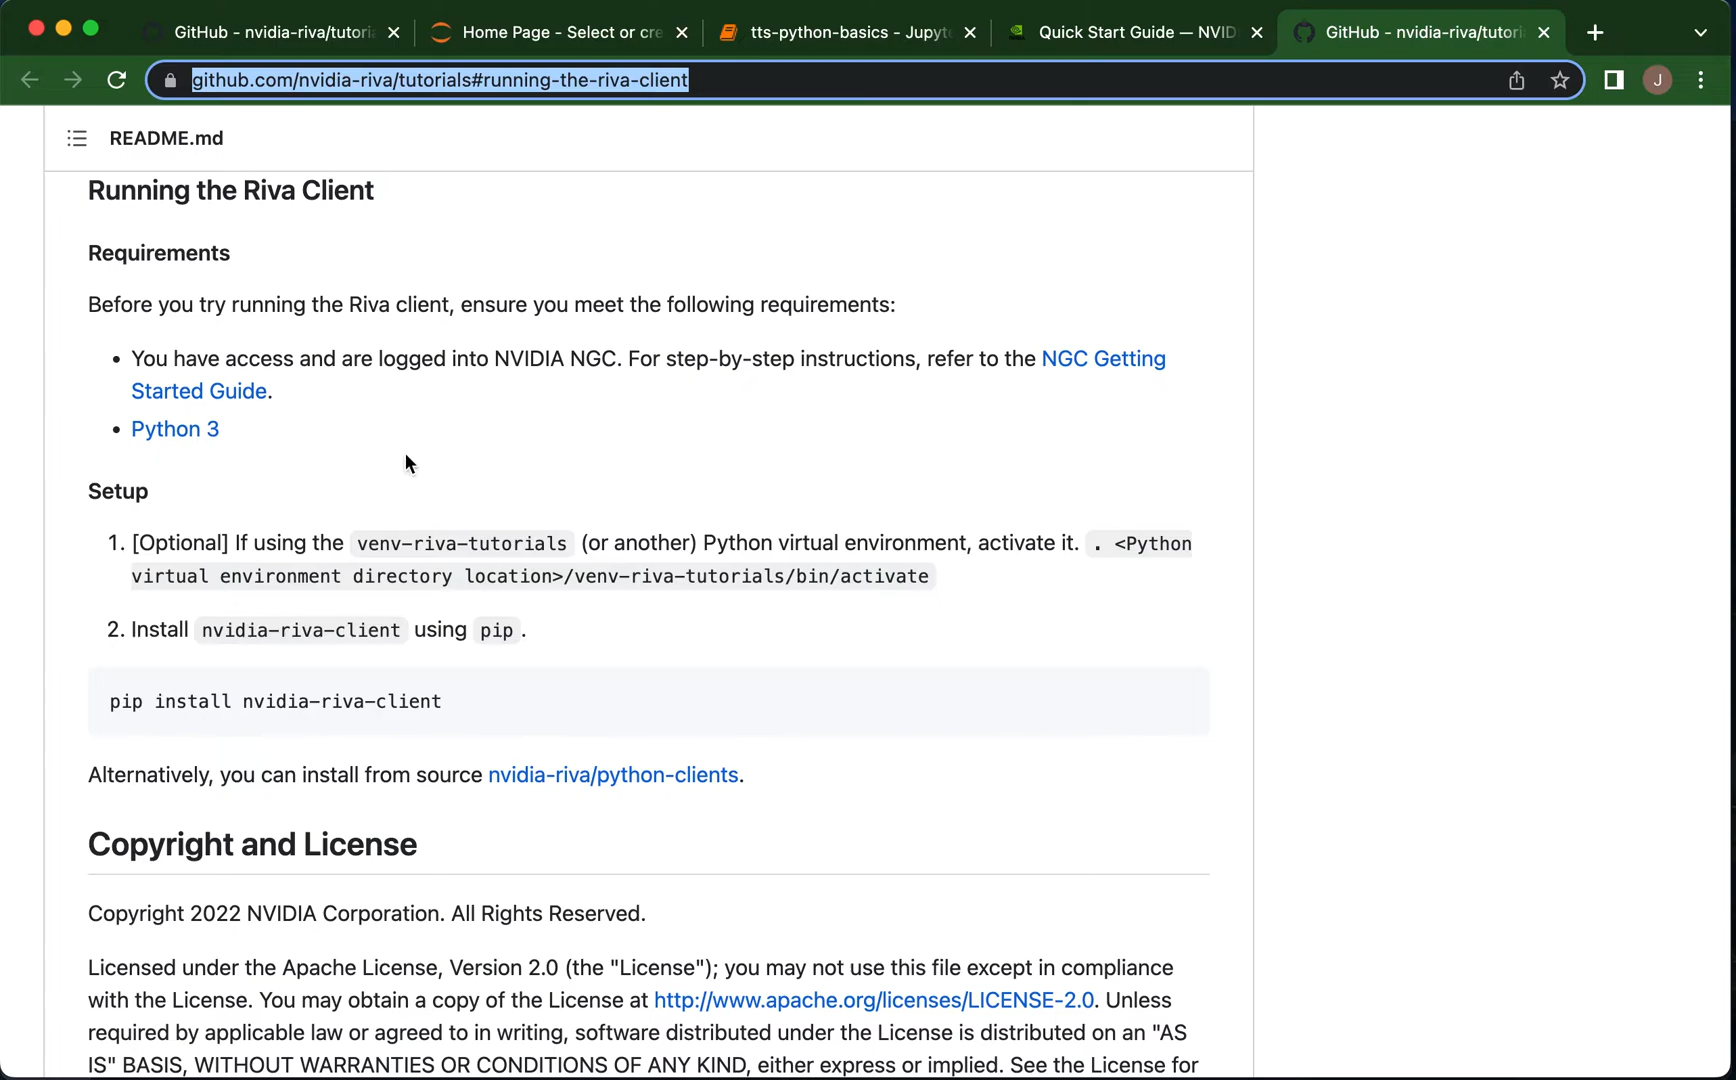 GitHub - nvidia-riva/tutori
Home Page - Select or cre
tts-python-basics - Jupyte
Quick Start Guide — NVID
GitHub - nvidia-riva/tutori
github.com/nvidia-riva/tutorials#running-the-riva-client
J
README.md
Running the Riva Client
Requirements
Before you try running the Riva client, ensure you meet the following requirements:
• You have access and are logged into NVIDIA NGC. For step-by-step instructions, refer to the NGC Getting
Started Guide.
• Python 3
Setup
1. [Optional] If using the venv-riva-tutorials (or another) Python virtual environment, activate it. . <Python
virtual environment directory location>/venv-riva-tutorials/bin/activate
2. Install nvidia-riva-client using pip.
pip install nvidia-riva-client
Alternatively, you can install from source nvidia-riva/python-clients.
Copyright and License
Copyright 2022 NVIDIA Corporation. All Rights Reserved.
Licensed under the Apache License, Version 2.0 (the "License"); you may not use this file except in compliance
with the License. You may obtain a copy of the License at http://www.apache.org/licenses/LICENSE-2.0. Unless
required by applicable law or agreed to in writing, software distributed under the License is distributed on an "AS
IS" BASIS, WITHOUT WARRANTIES OR CONDITIONS OF ANY KIND, either express or implied. See the License for